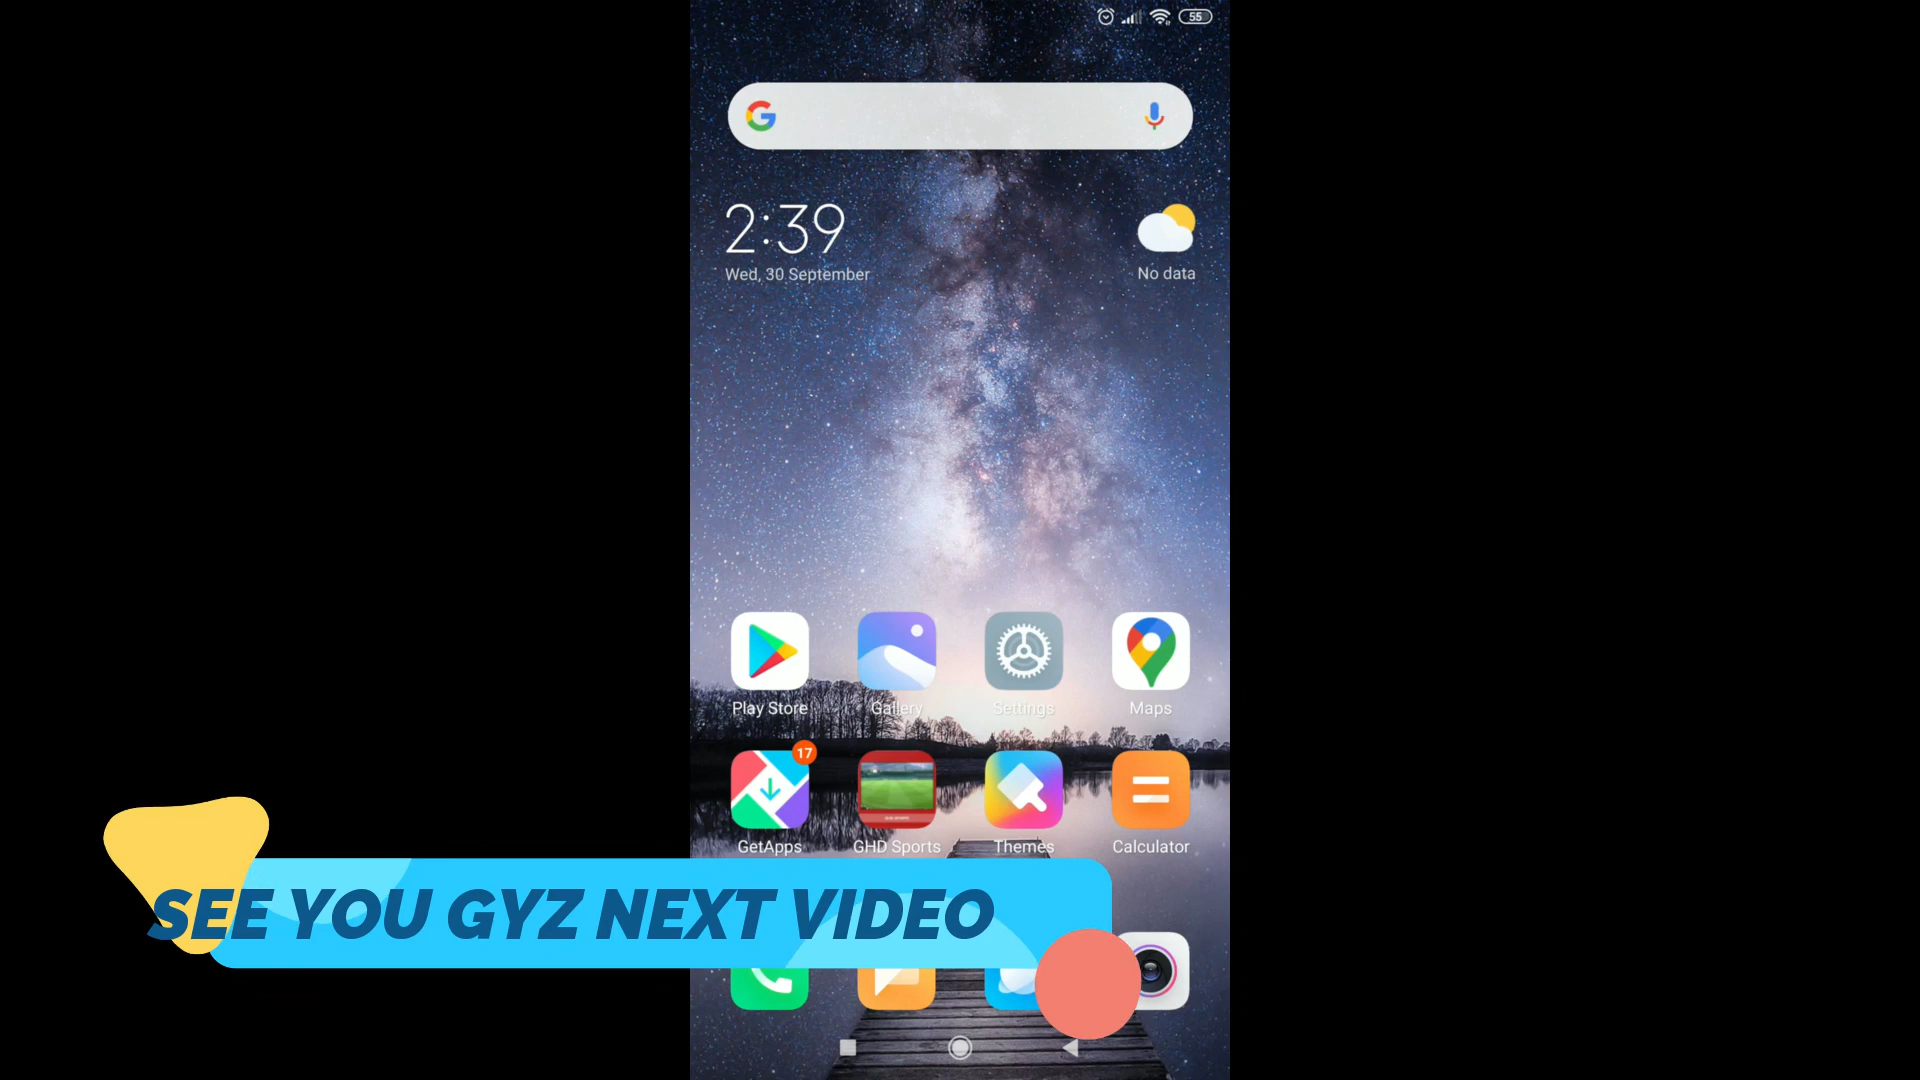 55
2:39
Wed, 30 September
No data
Play Store
Gallery
Settings
Maps
17
GetApps
GHD Sports
Themes
Calculator
SEE YOU GYZ NEXT VIDEO